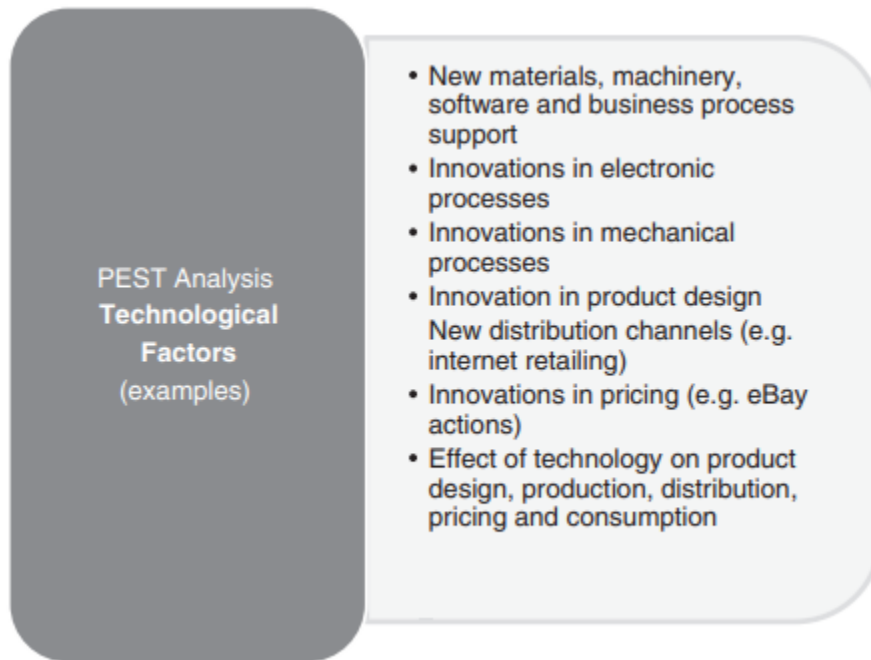 PEST Analysis
Technological
Factors
(examples)
• New materials, machinery,
software and business process
support
• Innovations in electronic
processes
• Innovations in mechanical
processes
• Innovation in product design
New distribution channels (e.g.
internet retailing)
• Innovations in pricing (e.g. eBay
actions)
• Effect of technology on product
design, production, distribution,
pricing and consumption